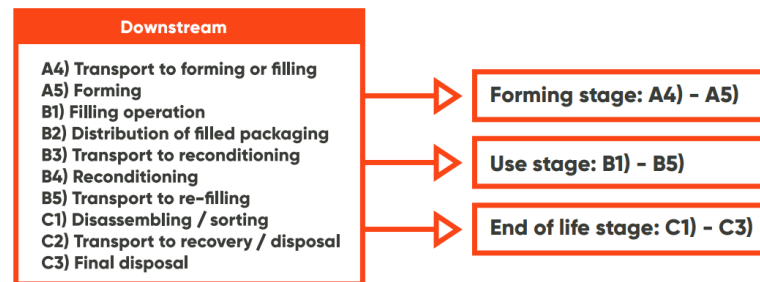 Downstream
A4) Transport to forming or filling
A5) Forming
B1) Filling operation
B2) Distribution of filled packaging
B3) Transport to reconditioning
B4) Reconditioning
B5) Transport to re-filling
C1) Disassembling / sorting
C2) Transport to recovery / disposal
C3) Final disposal
Forming stage: A4) - A5)
Use stage: B1) - B5)
End of life stage: C1) - C3)